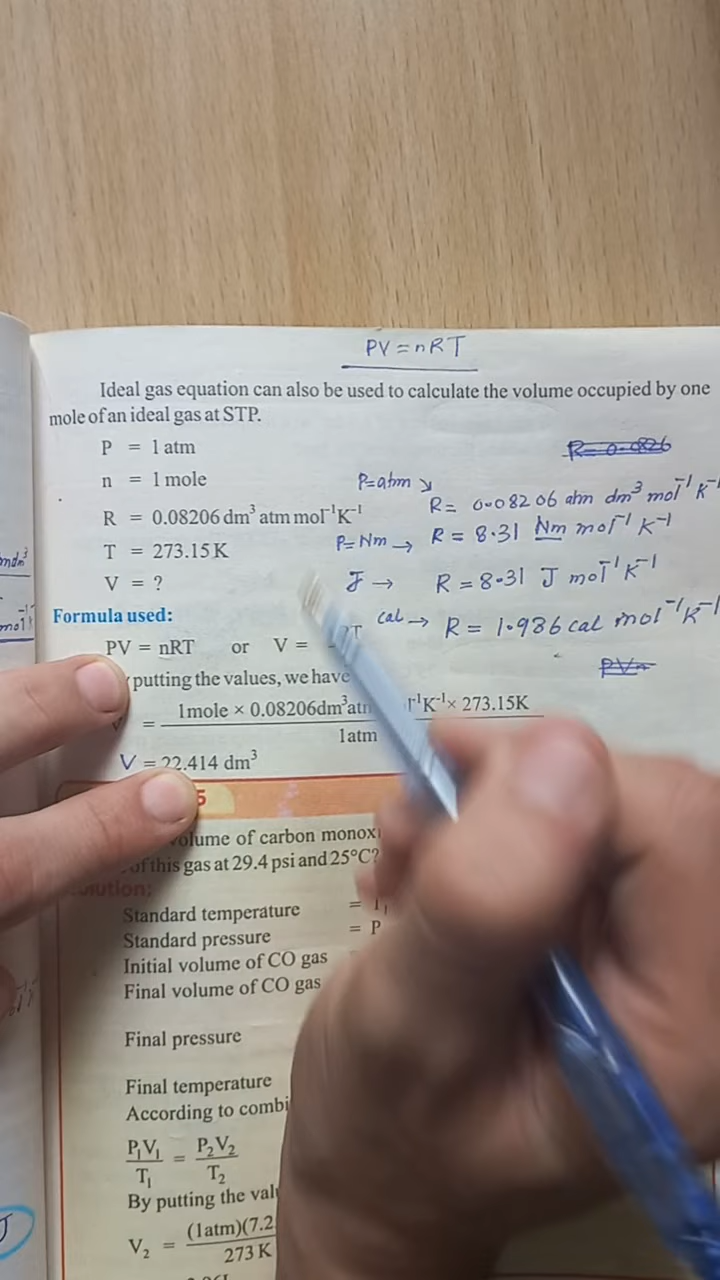 PV = nRT
Ideal gas equation can also be used to calculate the volume occupied by one
mole of an ideal gas at STP.
P = 1 atm
R = 0.0826
n = 1 mole
P=atm ↘
R = 0.08206 dm³ atm mol⁻¹K⁻¹
R = 0.08206 atm dm³ mol⁻¹ K⁻¹
T = 273.15K
P=Nm → R = 8.31 Nm mol⁻¹ K⁻¹
V = ?
J → R = 8.31 J mol⁻¹ K⁻¹
Formula used:
cal → R = 1.986 cal mol⁻¹ K⁻¹
PV = nRT or V =
PVn
putting the values, we have
= 1mole × 0.08206dm³ K⁻¹ × 273.15K
1atm
V = 22.414 dm³
5
volume of carbon
of this gas at 29.4 psi and 25°C?
Standard temperature =
Standard pressure = P
Initial volume of CO gas
Final volume of CO gas
Final pressure
Final temperature
According to
P₁V₁ / T₁ = P₂V₂ / T₂
By putting the
V₂ = (1atm)(7.2
273 K